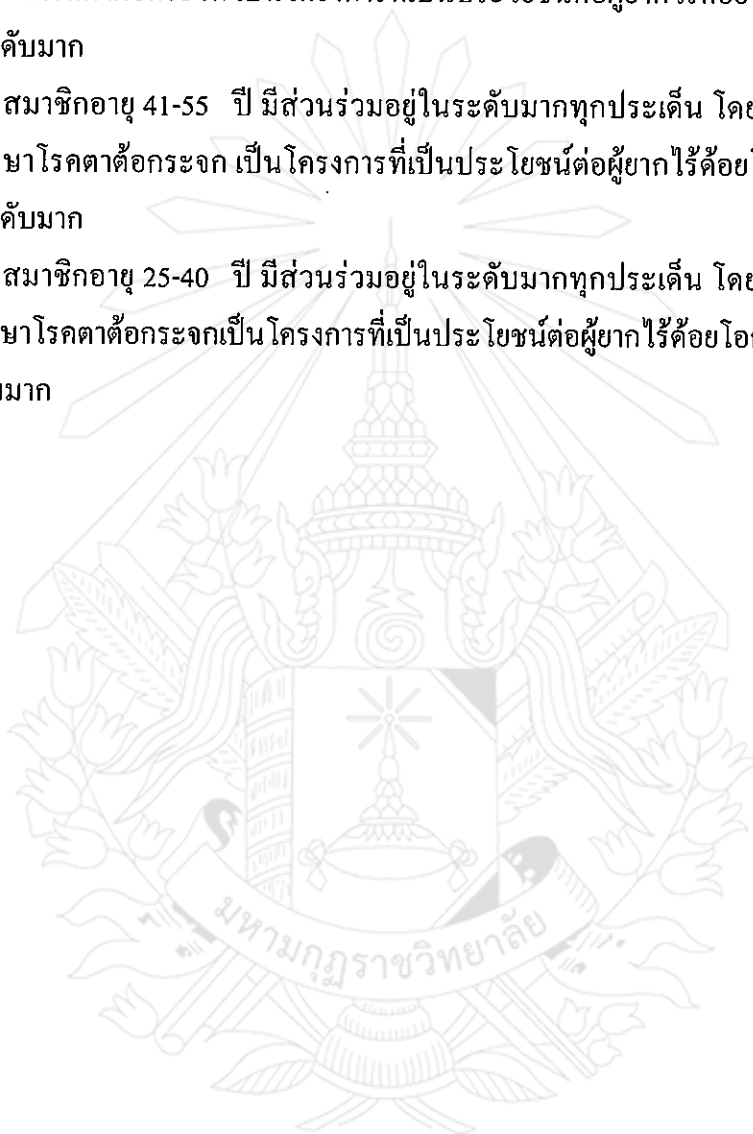 ดับมาก
สมาชิกอายุ 41-55 ปี มีส่วนร่วมอยู่ในระดับมากทุกประเด็น โดย
ษาโรคตาต้อกระจก เป็นโครงการที่เป็นประโยชน์ต่อผู้ยากไร้ด้อย
ดับมาก
สมาชิกอายุ 25-40 ปี มีส่วนร่วมอยู่ในระดับมากทุกประเด็น โดย
ษาโรคตาต้อกระจกเป็นโครงการที่เป็นประโยชน์ต่อผู้ยากไร้ด้อยโอ
มาก
มหามกุฏราชวิทยาลัย